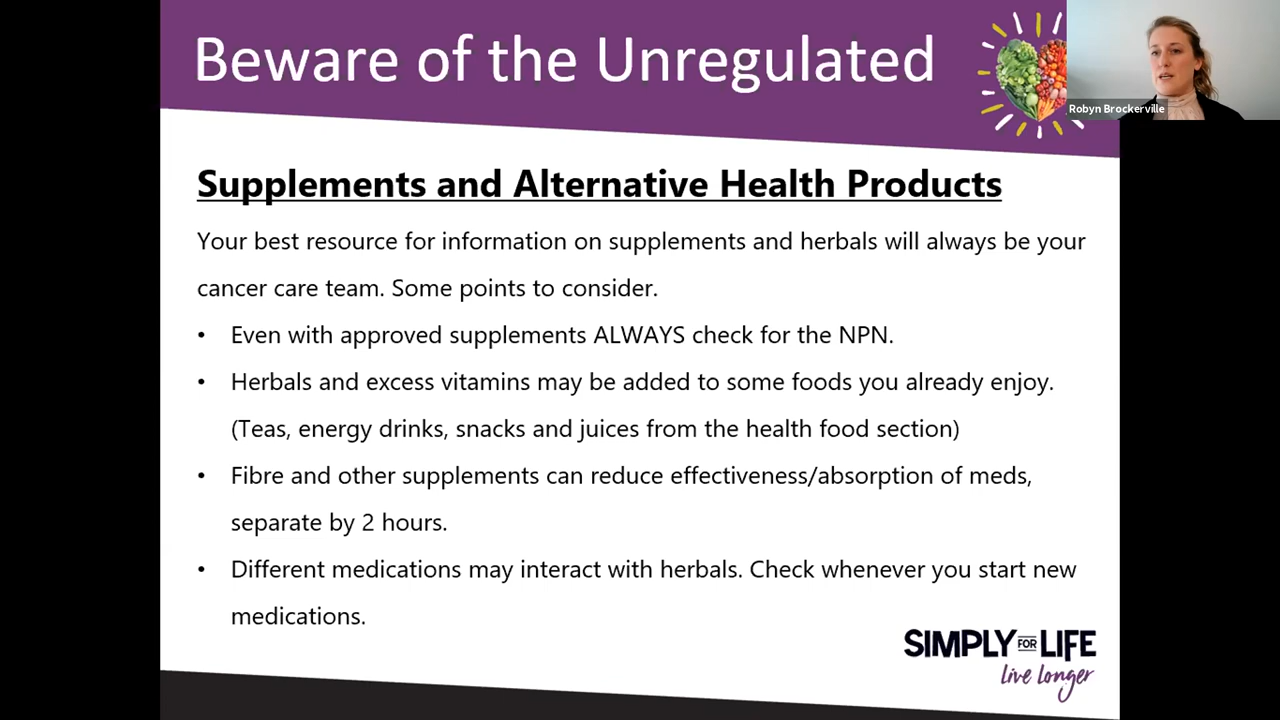 Beware of the Unregulated
Robyn Brockerville
Supplements and Alternative Health Products
Your best resource for information on supplements and herbals will always be your
cancer care team. Some points to consider.
• Even with approved supplements ALWAYS check for the NPN.
• Herbals and excess vitamins may be added to some foods you already enjoy.
(Teas, energy drinks, snacks and juices from the health food section)
• Fibre and other supplements can reduce effectiveness/absorption of meds,
separate by 2 hours.
• Different medications may interact with herbals. Check whenever you start new
medications.
SIMPLY FOR LIFE
live longer